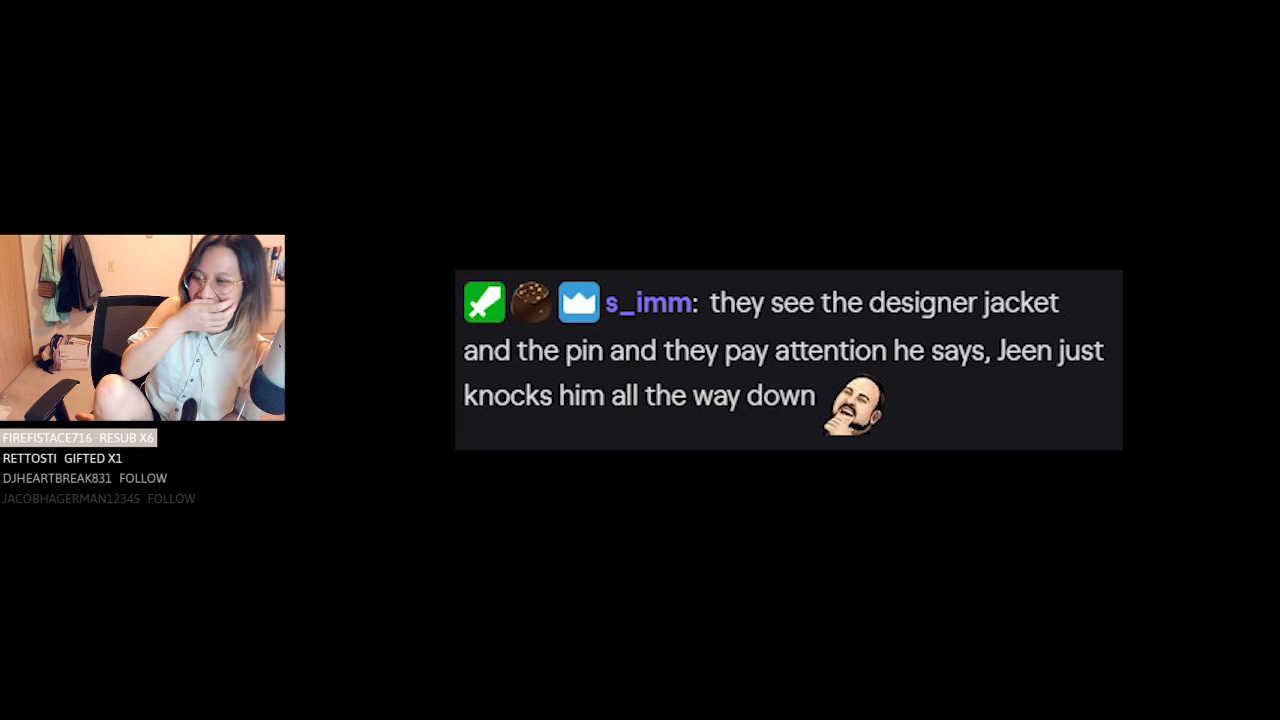 s_imm: they see the designer jacket
and the pin and they pay attention he says, Jeen just
knocks him all the way down
FIREFISTACE716 RESUB X6
RETTOSTI GIFTED X1
DJHEARTBREAK831 FOLLOW
JACOBHAGERMAN12345 FOLLOW